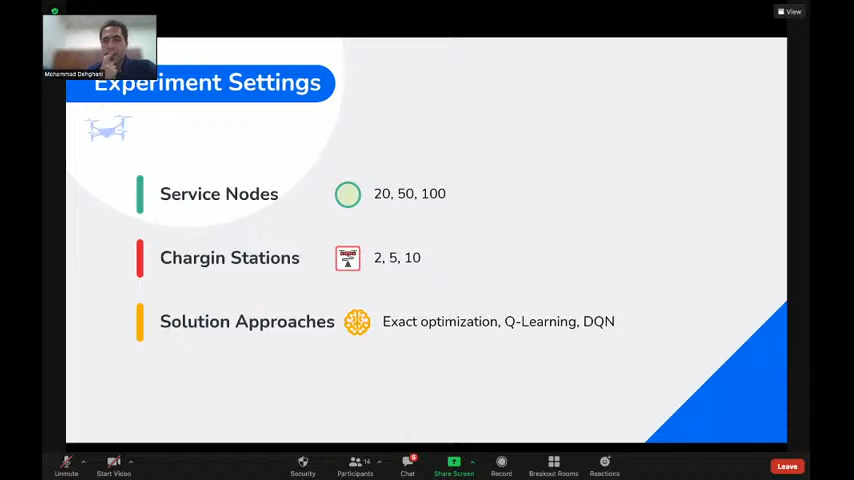 View
Mohammad Dehghani
Experiment Settings
Service Nodes 20, 50, 100
Chargin Stations 2, 5, 10
Solution Approaches Exact optimization, Q-Learning, DQN
Unmute Start Video Security Participants 14 Chat 6 Share Screen Record Breakout Rooms Reactions Leave